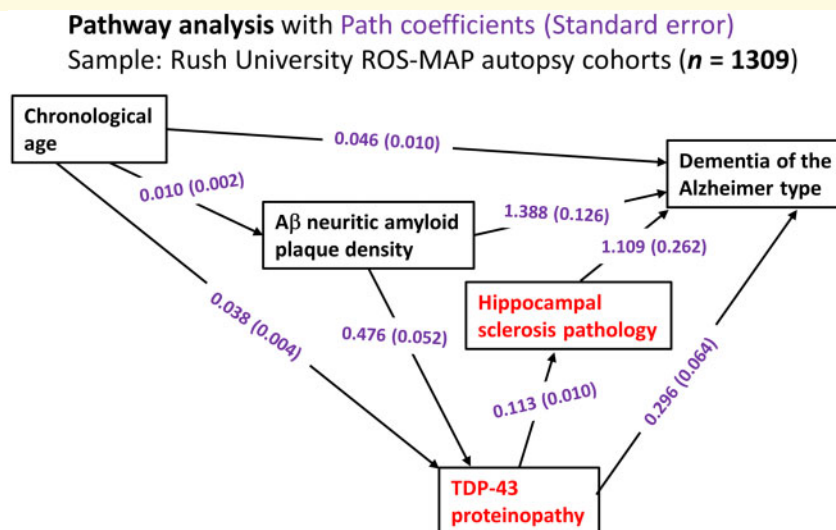 Pathway analysis with Path coefficients (Standard error)
Sample: Rush University ROS-MAP autopsy cohorts (n = 1309)
Chronological
age
0.046 (0.010)
Dementia of the
Alzheimer type
0.010 (0.002)
Aβ neuritic amyloid
plaque density
1.388 (0.126)
1.109 (0.262)
Hippocampal
sclerosis pathology
0.038 (0.004)
0.476 (0.052)
0.296 (0.064)
0.113 (0.010)
TDP-43
proteinopathy